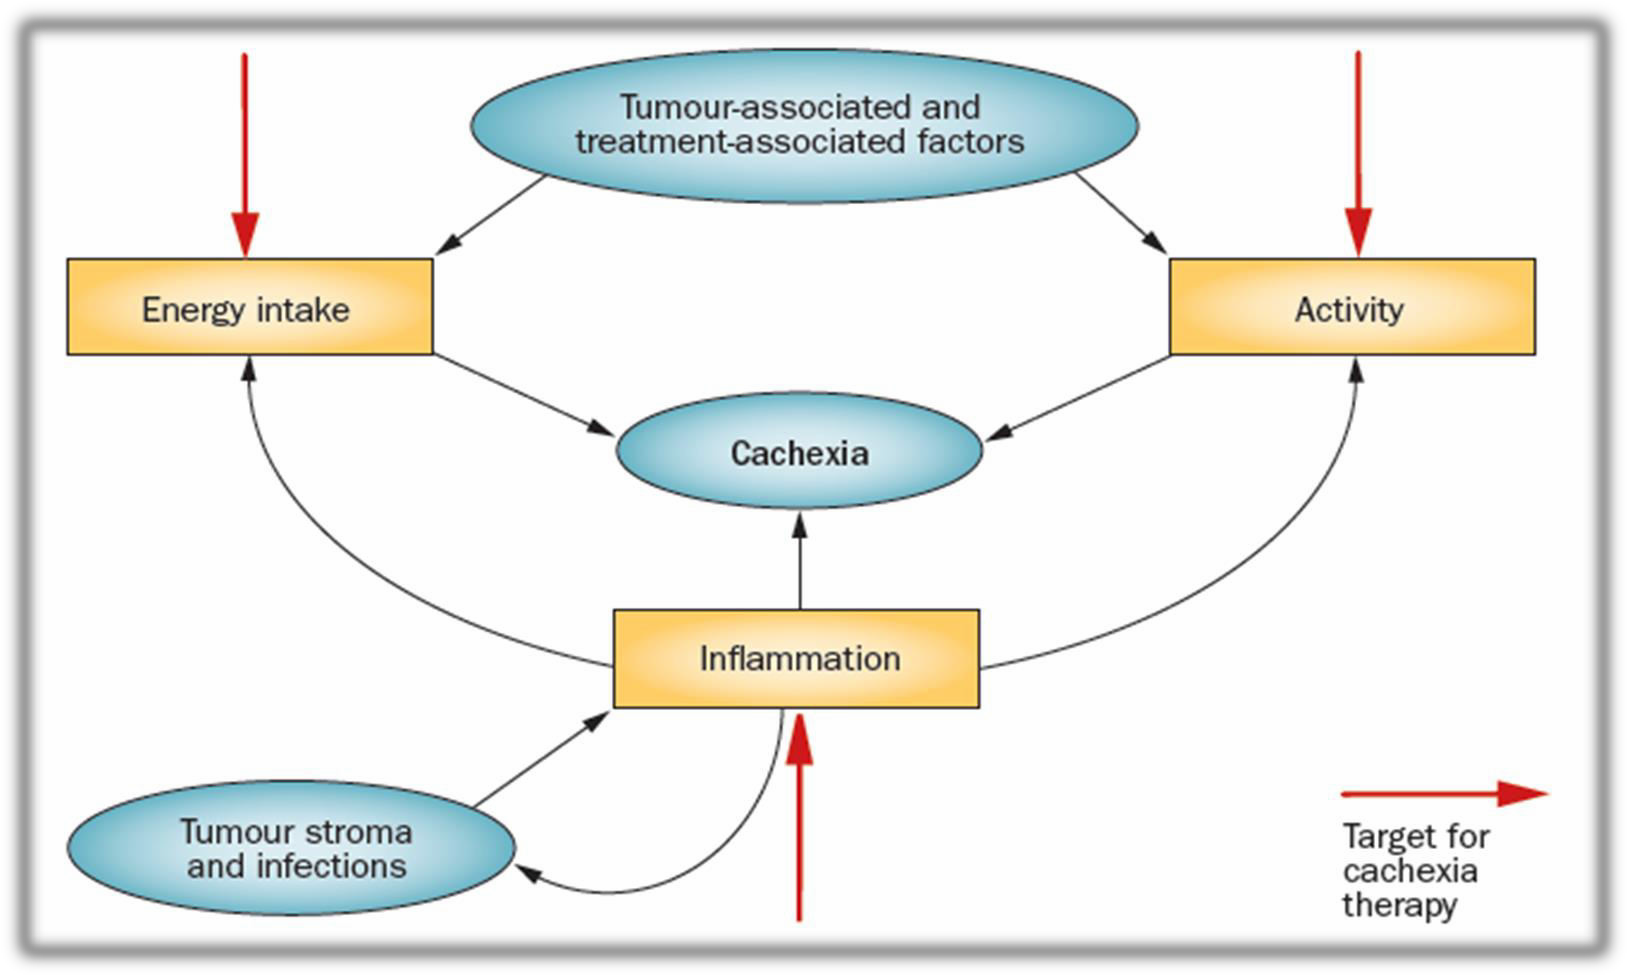 Tumour-associated and
treatment-associated factors
Energy intake
Activity
Cachexia
Inflammation
Tumour stroma
and infections
Target for
cachexia
therapy